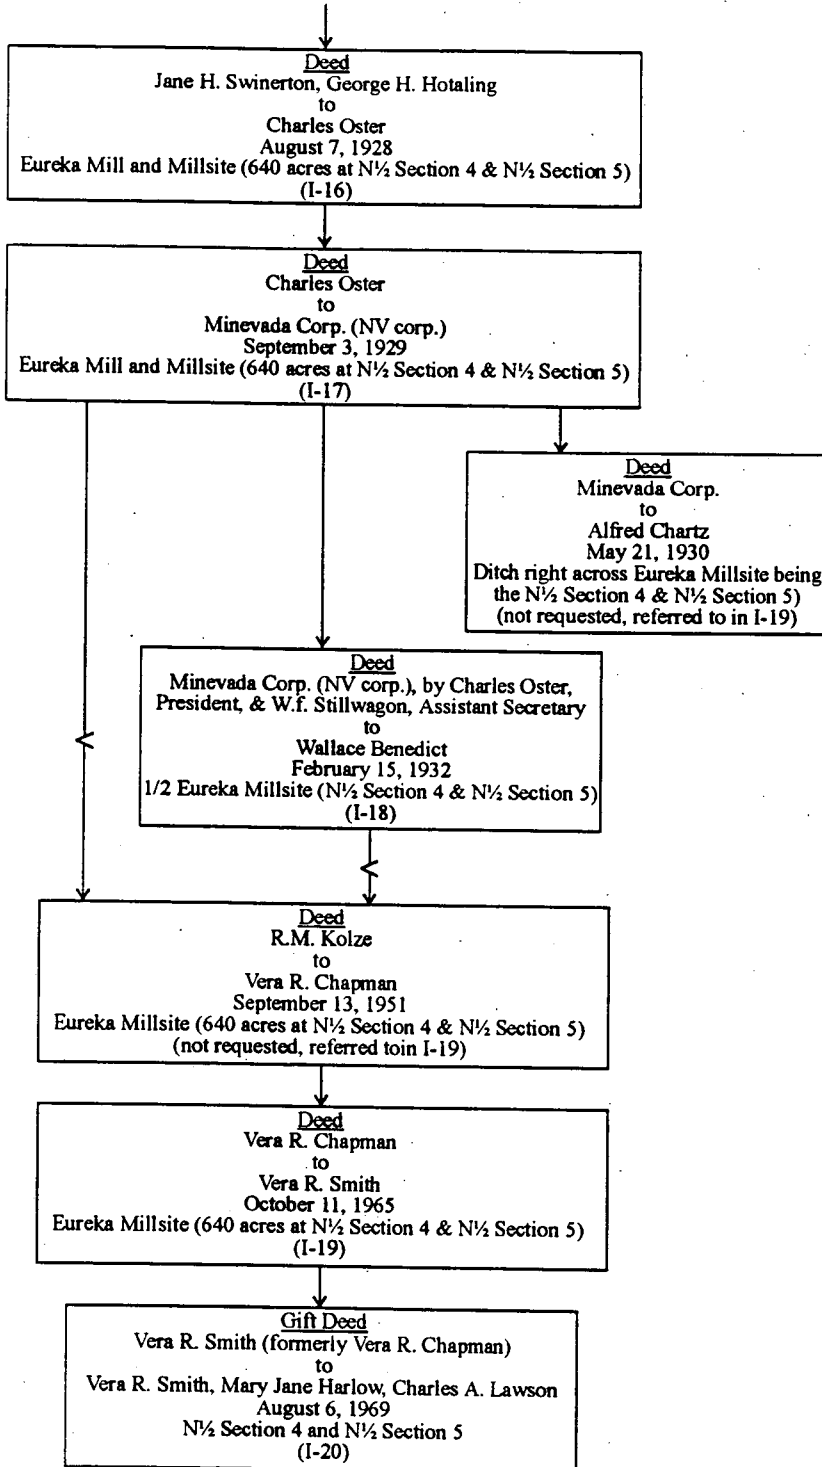 Deed
Jane H. Swinerton, George H. Hotaling
to
Charles Oster
August 7, 1928
Eureka Mill and Millsite (640 acres at N½ Section 4 & N½ Section 5)
(I-16)
Deed
Charles Oster
to
Minevada Corp. (NV corp.)
September 3, 1929
Eureka Mill and Millsite (640 acres at N½ Section 4 & N½ Section 5)
(I-17)
Deed
Minevada Corp.
to
Alfred Chartz
May 21, 1930
Ditch right across Eureka Millsite being
the N½ Section 4 & N½ Section 5)
(not requested, referred to in I-19)
Deed
Minevada Corp. (NV corp.), by Charles Oster,
President, & W.f. Stillwagon, Assistant Secretary
to
Wallace Benedict
February 15, 1932
1/2 Eureka Millsite (N½ Section 4 & N½ Section 5)
(I-18)
Deed
R.M. Kolze
to
Vera R. Chapman
September 13, 1951
Eureka Millsite (640 acres at N½ Section 4 & N½ Section 5)
(not requested, referred toin I-19)
Deed
Vera R. Chapman
to
Vera R. Smith
October 11, 1965
Eureka Millsite (640 acres at N½ Section 4 & N½ Section 5)
(I-19)
Gift Deed
Vera R. Smith (formerly Vera R. Chapman)
to
Vera R. Smith, Mary Jane Harlow, Charles A. Lawson
August 6, 1969
N½ Section 4 and N½ Section 5
(I-20)